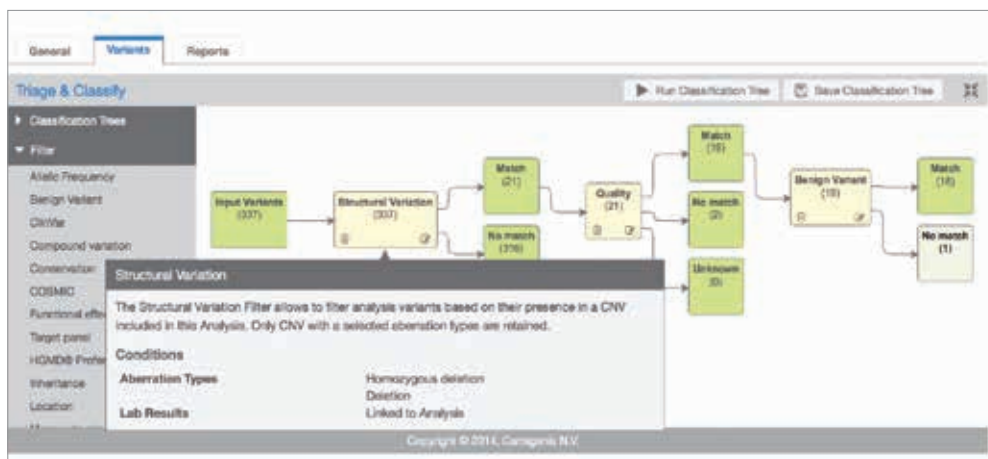 General
Variants
Reports
Triage & Classify
Run Classification Tree
Save Classification Tree
Classification Trees
Filter
Allelic Frequency
Benign Variant
ClinVar
Compound variation
Conservation
COSMIC
Functional
Target panel
HGMD®
Inheritance
Location
Input Variants
(337)
Structural Variation
Match
(21)
No match
(316)
Quality
(21)
Match
(19)
No match
(2)
Unknown
(0)
Benign Variant
(19)
Match
(18)
No match
(1)
Structural Variation
The Structural Variation Filter allows to filter analysis variants based on their presence in a CNV
included in this Analysis. Only CNV with a selected aberration types are retained.
Conditions
Aberration Types
Homozygous deletion
Deletion
Lab Results
Linked to Analysis
Copyright © 2014, Cartagenia N.V.